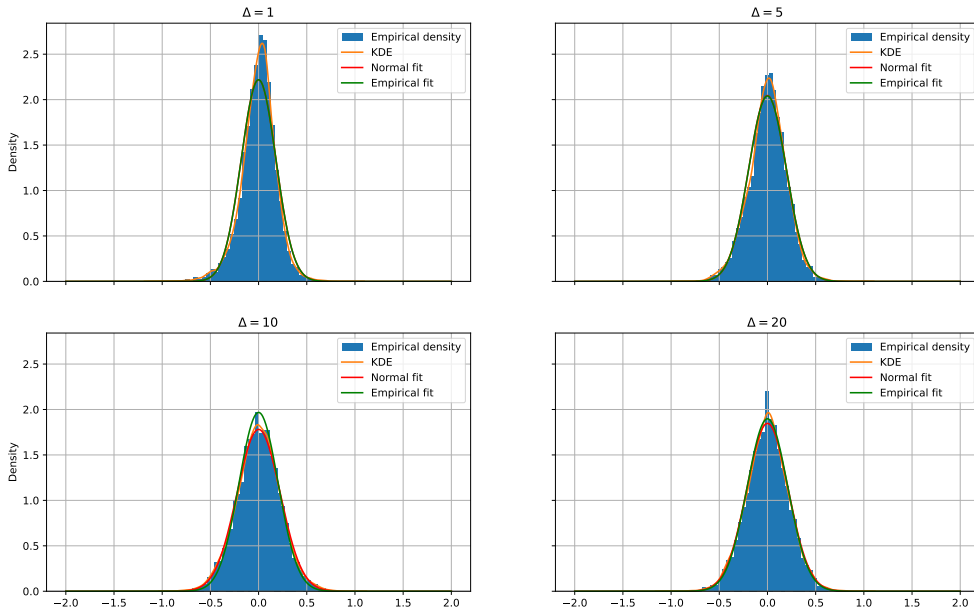 Δ = 1
Density
2.5
2.0
1.5
1.0
0.5
0.0
Empirical density
KDE
Normal fit
Empirical fit
Δ = 5
Empirical density
KDE
Normal fit
Empirical fit
Δ = 10
Density
2.5
2.0
1.5
1.0
0.5
0.0
−2.0 −1.5 −1.0 −0.5 0.0 0.5 1.0 1.5 2.0
Empirical density
KDE
Normal fit
Empirical fit
Δ = 20
−2.0 −1.5 −1.0 −0.5 0.0 0.5 1.0 1.5 2.0
Empirical density
KDE
Normal fit
Empirical fit